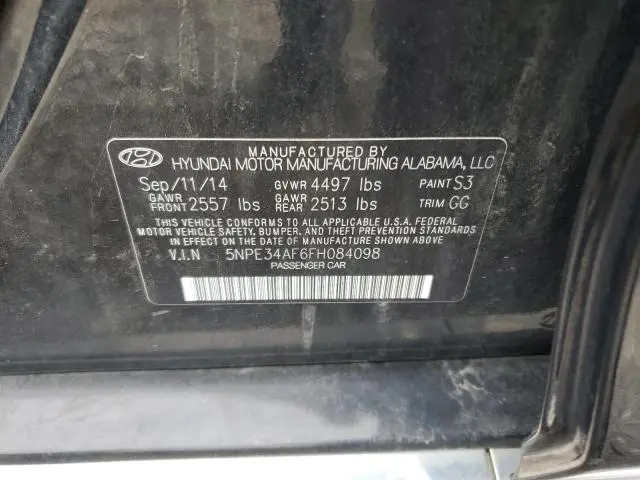 MANUFACTURED BY
HYUNDAI MOTOR MANUFACTURING ALABAMA, LLC
Sep/11/14 GVWR 4497 lbs PAINT S3
GAWR FRONT 2557 lbs GAWR REAR 2513 lbs TRIM GG
THIS VEHICLE CONFORMS TO ALL APPLICABLE U.S.A. FEDERAL
MOTOR VEHICLE SAFETY, BUMPER, AND THEFT PREVENTION STANDARDS
IN EFFECT ON THE DATE OF MANUFACTURE SHOWN ABOVE.
V.I.N 5NPE34AF6FH084098
PASSENGER CAR